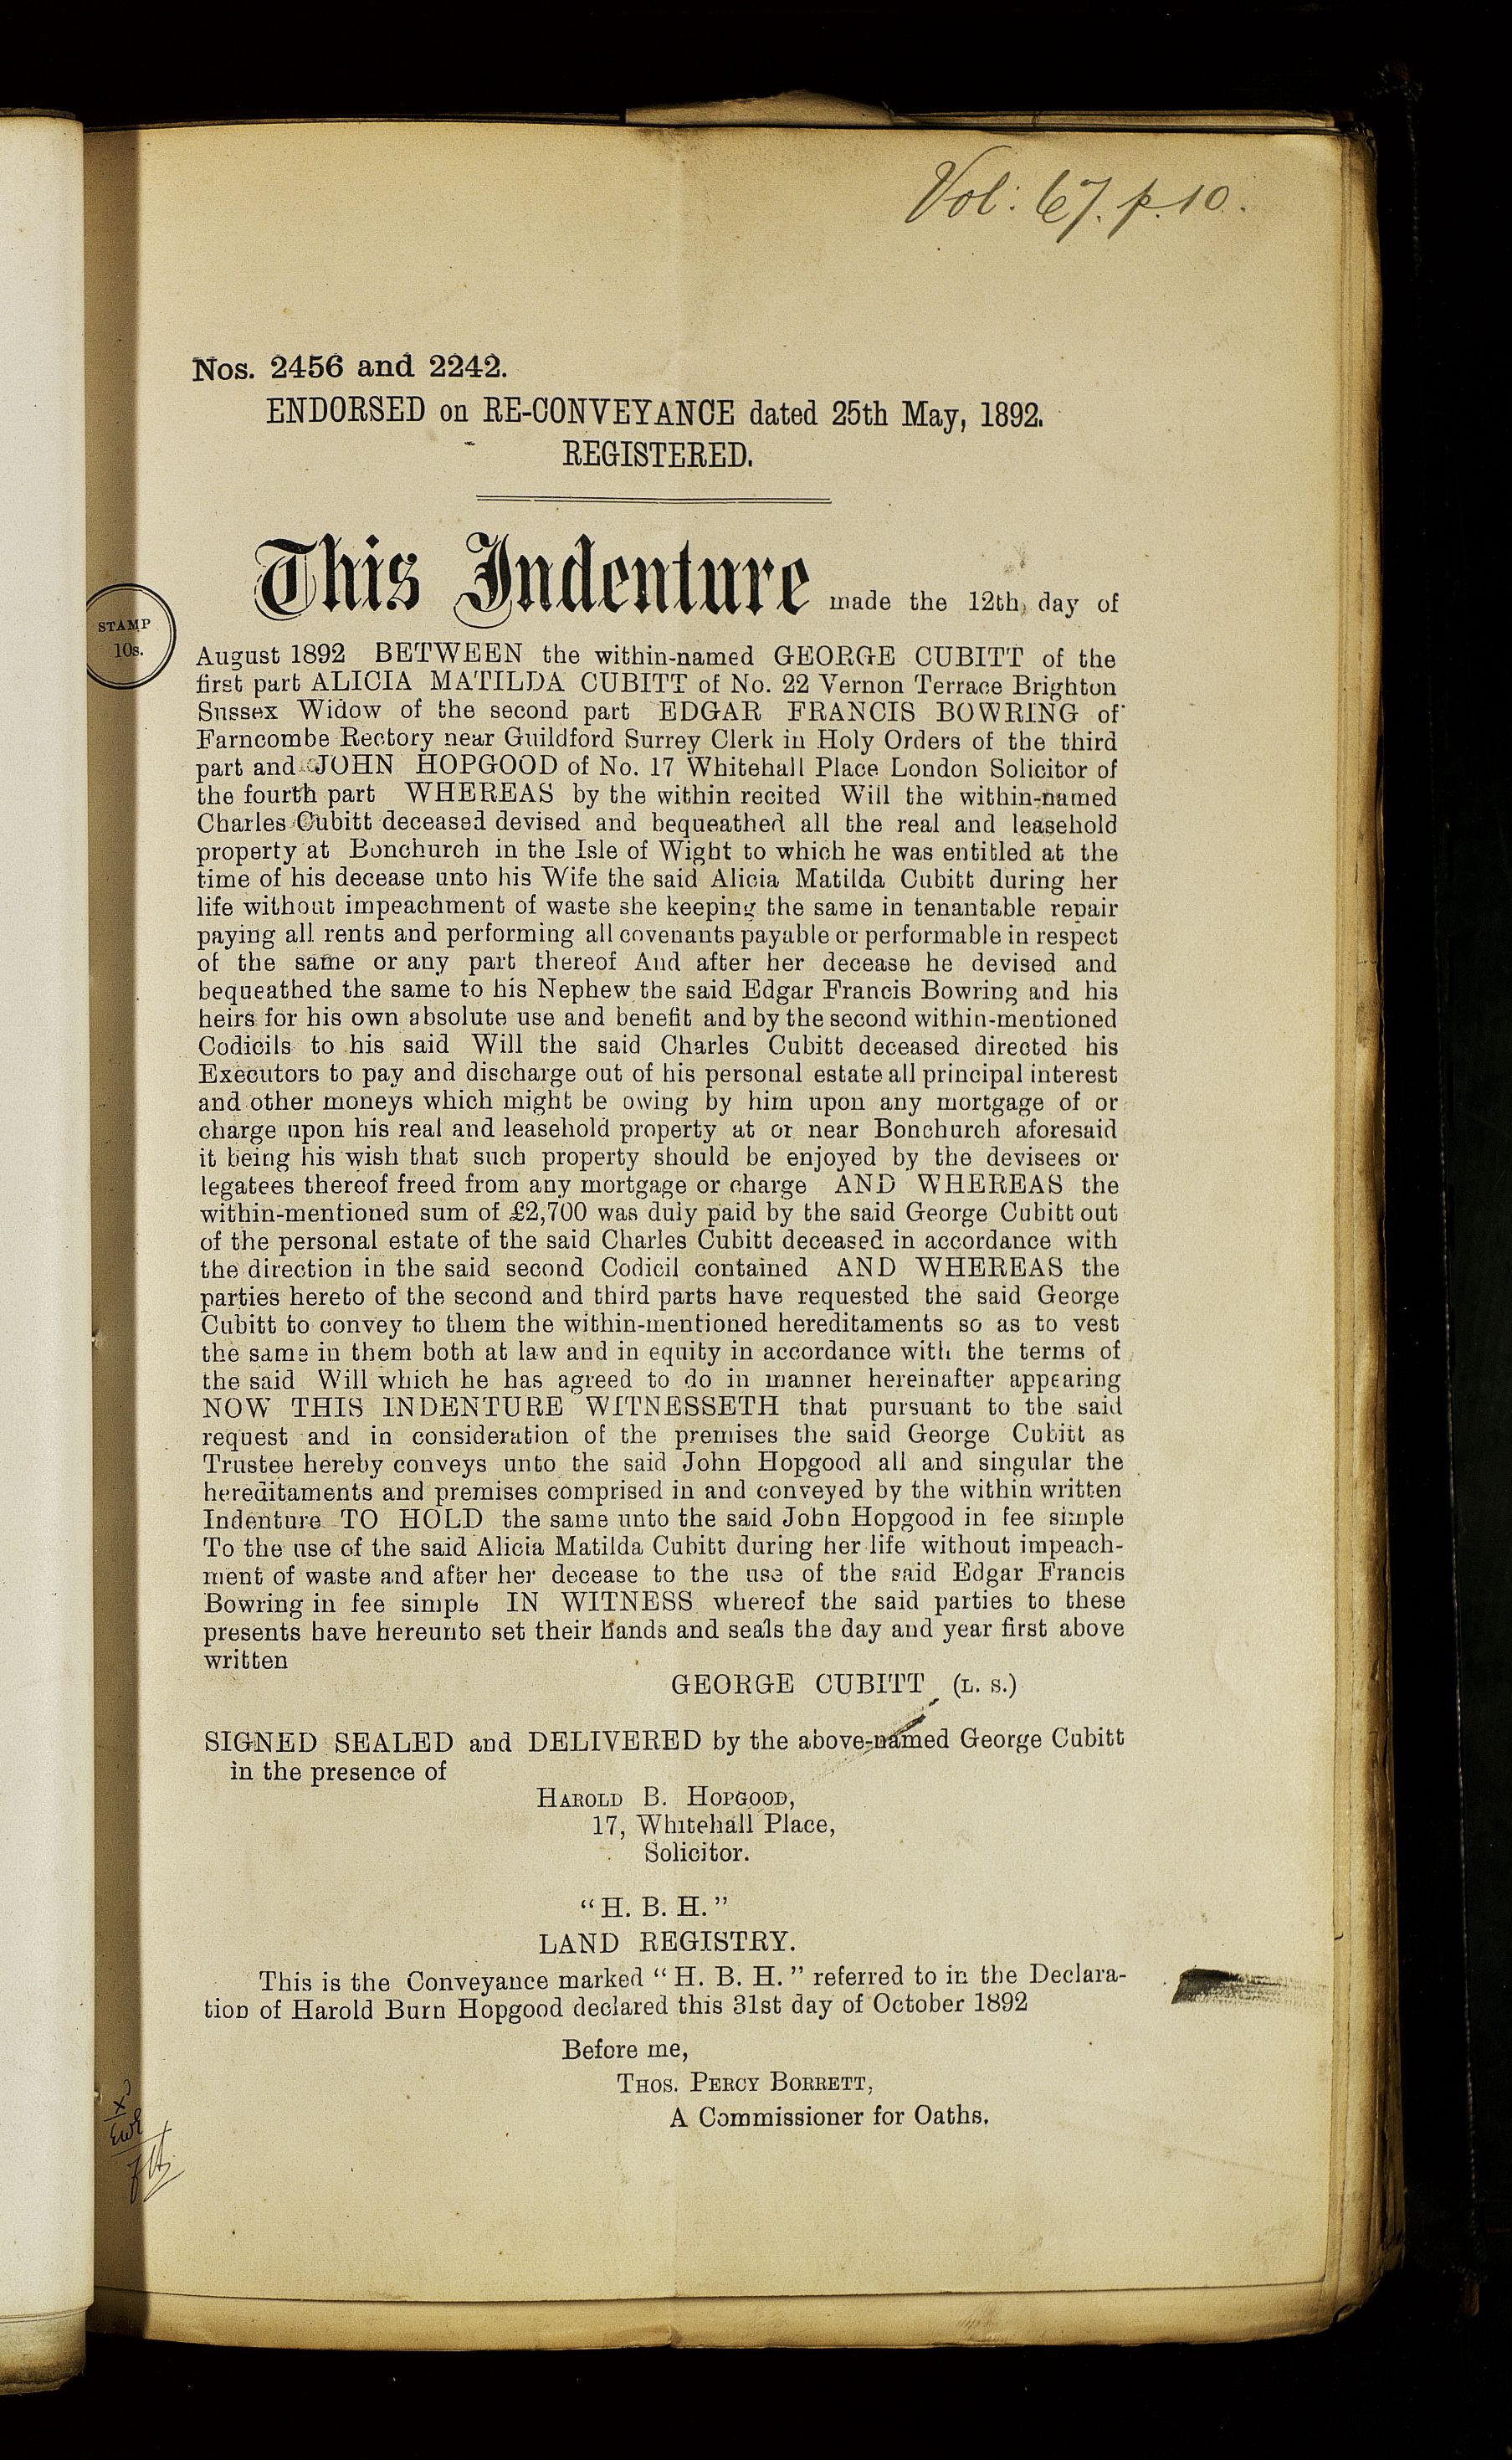 Vol: 67. p. 10.
Nos. 2456 and 2242.
ENDORSED on RE-CONVEYANCE dated 25th May, 1892.
REGISTERED.
This Indenture made the 12th day of
STAMP
10s.
August 1892 BETWEEN the within-named GEORGE CUBITT of the
first part ALICIA MATILDA CUBITT of No. 22 Vernon Terrace Brighton
Sussex Widow of the second part EDGAR FRANCIS BOWRING of
Farncombe Rectory near Guildford Surrey Clerk in Holy Orders of the third
part and JOHN HOPGOOD of No. 17 Whitehall Place London Solicitor of
the fourth part WHEREAS by the within recited Will the within-named
Charles Cubitt deceased devised and bequeathed all the real and leasehold
property at Bonchurch in the Isle of Wight to which he was entitled at the
time of his decease unto his Wife the said Alicia Matilda Cubitt during her
life without impeachment of waste she keeping the same in tenantable repair
paying all rents and performing all covenants payable or performable in respect
of the same or any part thereof And after her decease he devised and
bequeathed the same to his Nephew the said Edgar Francis Bowring and his
heirs for his own absolute use and benefit and by the second within-mentioned
Codicils to his said Will the said Charles Cubitt deceased directed his
Executors to pay and discharge out of his personal estate all principal interest
and other moneys which might be owing by him upon any mortgage of or
charge upon his real and leasehold property at or near Bonchurch aforesaid
it being his wish that such property should be enjoyed by the devisees or
legatees thereof freed from any mortgage or charge AND WHEREAS the
within-mentioned sum of £2,700 was duly paid by the said George Cubitt out
of the personal estate of the said Charles Cubitt deceased in accordance with
the direction in the said second Codicil contained AND WHEREAS the
parties hereto of the second and third parts have requested the said George
Cubitt to convey to them the within-mentioned hereditaments so as to vest
the same in them both at law and in equity in accordance with the terms of
the said Will which he has agreed to do in manner hereinafter appearing
NOW THIS INDENTURE WITNESSETH that pursuant to the said
request and in consideration of the premises the said George Cubitt as
Trustee hereby conveys unto the said John Hopgood all and singular the
hereditaments and premises comprised in and conveyed by the within written
Indenture TO HOLD the same unto the said John Hopgood in fee simple
To the use of the said Alicia Matilda Cubitt during her life without impeach-
ment of waste and after her decease to the use of the said Edgar Francis
Bowring in fee simple IN WITNESS whereof the said parties to these
presents have hereunto set their hands and seals the day and year first above
written
GEORGE CUBITT (L. S.)
SIGNED SEALED and DELIVERED by the above-named George Cubitt
in the presence of
HAROLD B. HOPGOOD,
17, Whitehall Place,
Solicitor.
“H. B. H.”
LAND REGISTRY.
This is the Conveyance marked “H. B. H.” referred to in the Declara-
tion of Harold Burn Hopgood declared this 31st day of October 1892
Before me,
THOS. PERCY BORRETT,
A Commissioner for Oaths.